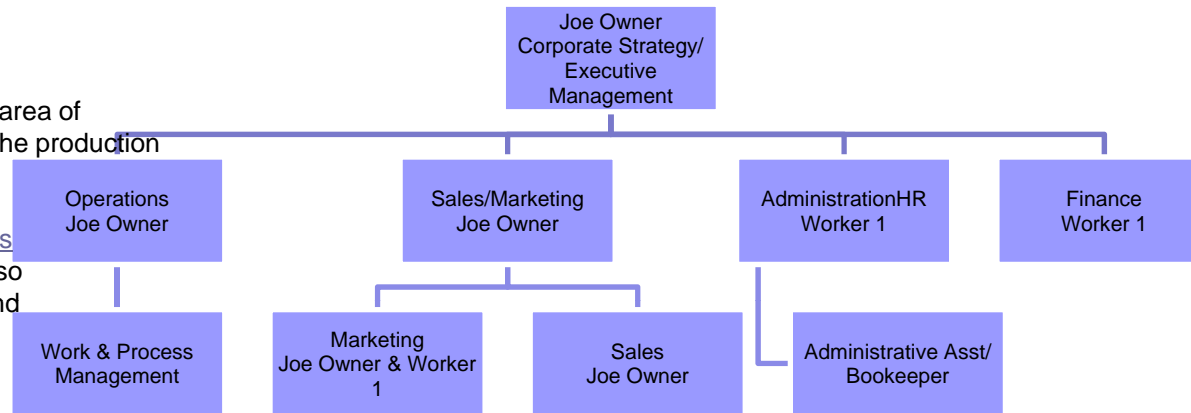 Joe Owner
Corporate Strategy/
Executive
Management
area of
he production
Operations
Joe Owner
Sales/Marketing
Joe Owner
AdministrationHR
Worker 1
Finance
Worker 1
s
so
nd
Work & Process
Management
Marketing
Joe Owner & Worker
1
Sales
Joe Owner
Administrative Asst/
Bookeeper